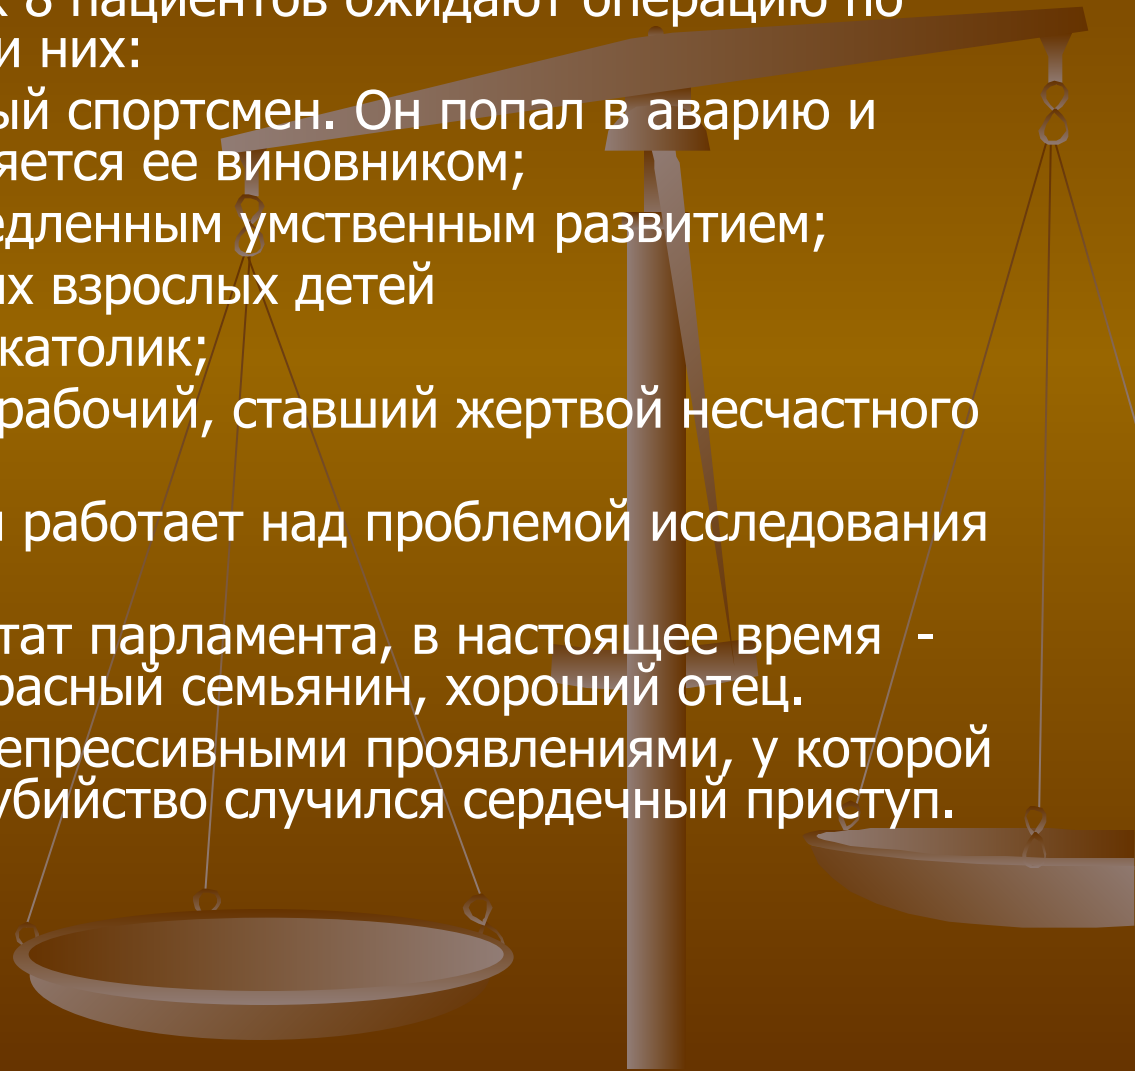 к 8 пациентов ожидают операцию по
и них:
ый спортсмен. Он попал в аварию и
яется ее виновником;
едленным умственным развитием;
их взрослых детей
католик;
рабочий, ставший жертвой несчастного
и работает над проблемой исследования
тат парламента, в настоящее время -
расный семьянин, хороший отец.
епрессивными проявлениями, у которой
убийство случился сердечный приступ.